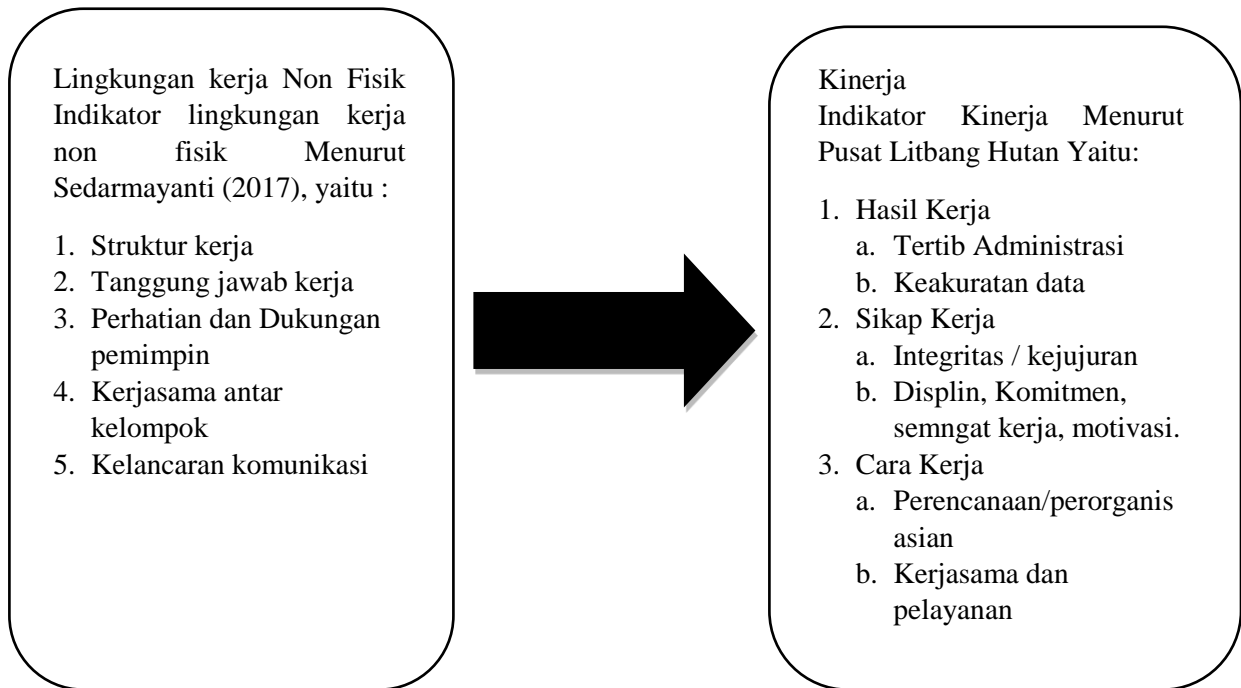 Lingkungan kerja Non Fisik
Indikator lingkungan kerja
non fisik Menurut
Sedarmayanti (2017), yaitu :
1. Struktur kerja
2. Tanggung jawab kerja
3. Perhatian dan Dukungan
pemimpin
4. Kerjasama antar
kelompok
5. Kelancaran komunikasi
Kinerja
Indikator Kinerja Menurut
Pusat Litbang Hutan Yaitu:
1. Hasil Kerja
a. Tertib Administrasi
b. Keakuratan data
2. Sikap Kerja
a. Integritas / kejujuran
b. Displin, Komitmen,
semngat kerja, motivasi.
3. Cara Kerja
a. Perencanaan/perorganis
asian
b. Kerjasama dan
pelayanan